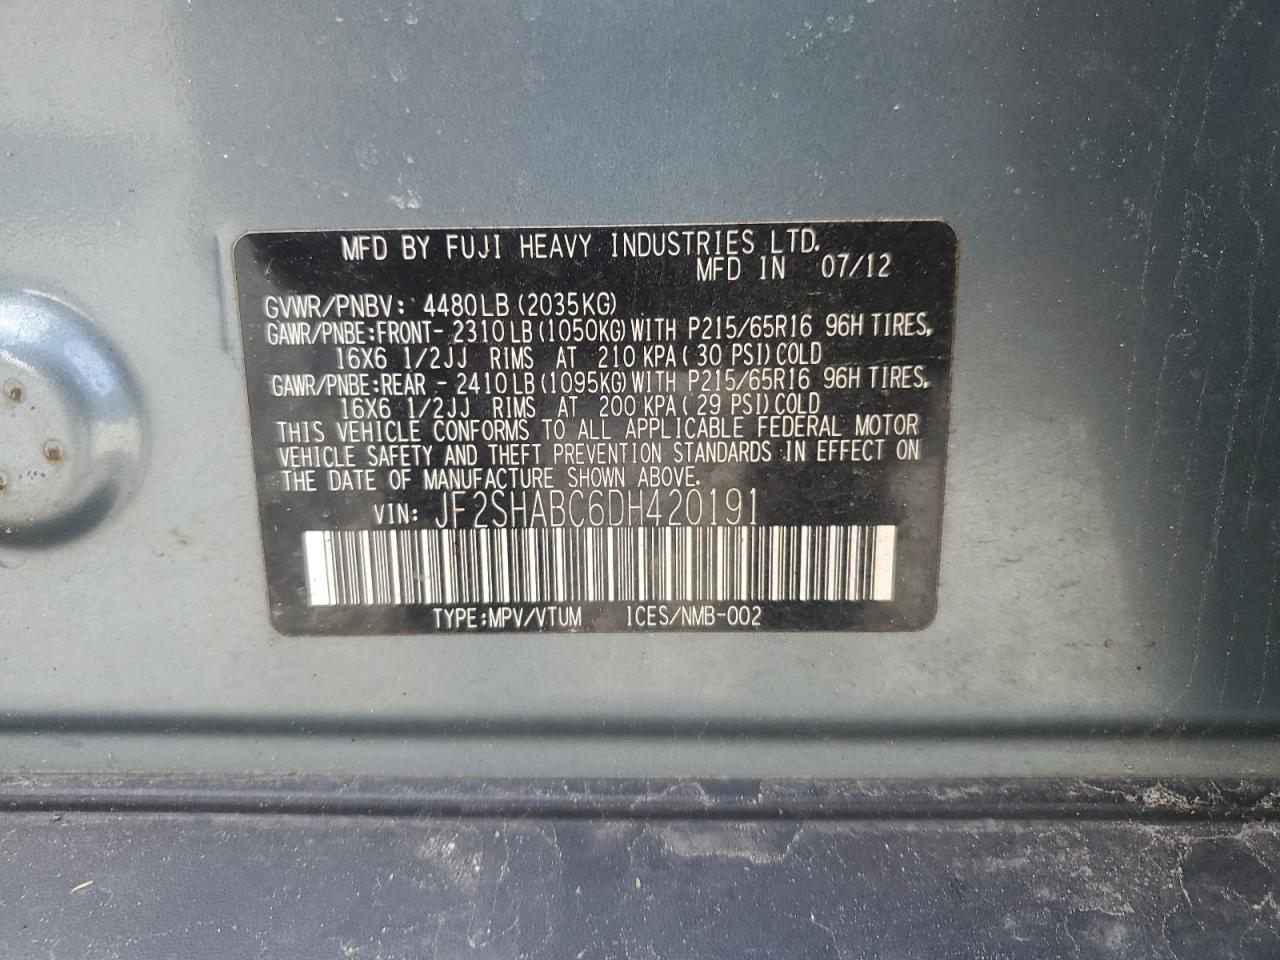 MFD BY FUJI HEAVY INDUSTRIES LTD.
MFD IN 07/12
GVWR/PNBV: 4480LB (2035KG)
GAWR/PNBE:FRONT- 2310LB (1050KG) WITH P215/65R16 96H TIRES,
16X6 1/2JJ RIMS AT 210 KPA ( 30 PSI) COLD
GAWR/PNBE:REAR - 2410LB (1095KG) WITH P215/65R16 96H TIRES,
16X6 1/2JJ RIMS AT 200 KPA ( 29 PSI) COLD
THIS VEHICLE CONFORMS TO ALL APPLICABLE FEDERAL MOTOR
VEHICLE SAFETY AND THEFT PREVENTION STANDARDS IN EFFECT ON
THE DATE OF MANUFACTURE SHOWN ABOVE.
VIN: JF2SHABC6DH420191
TYPE:MPV/VTUM ICES/NMB-002